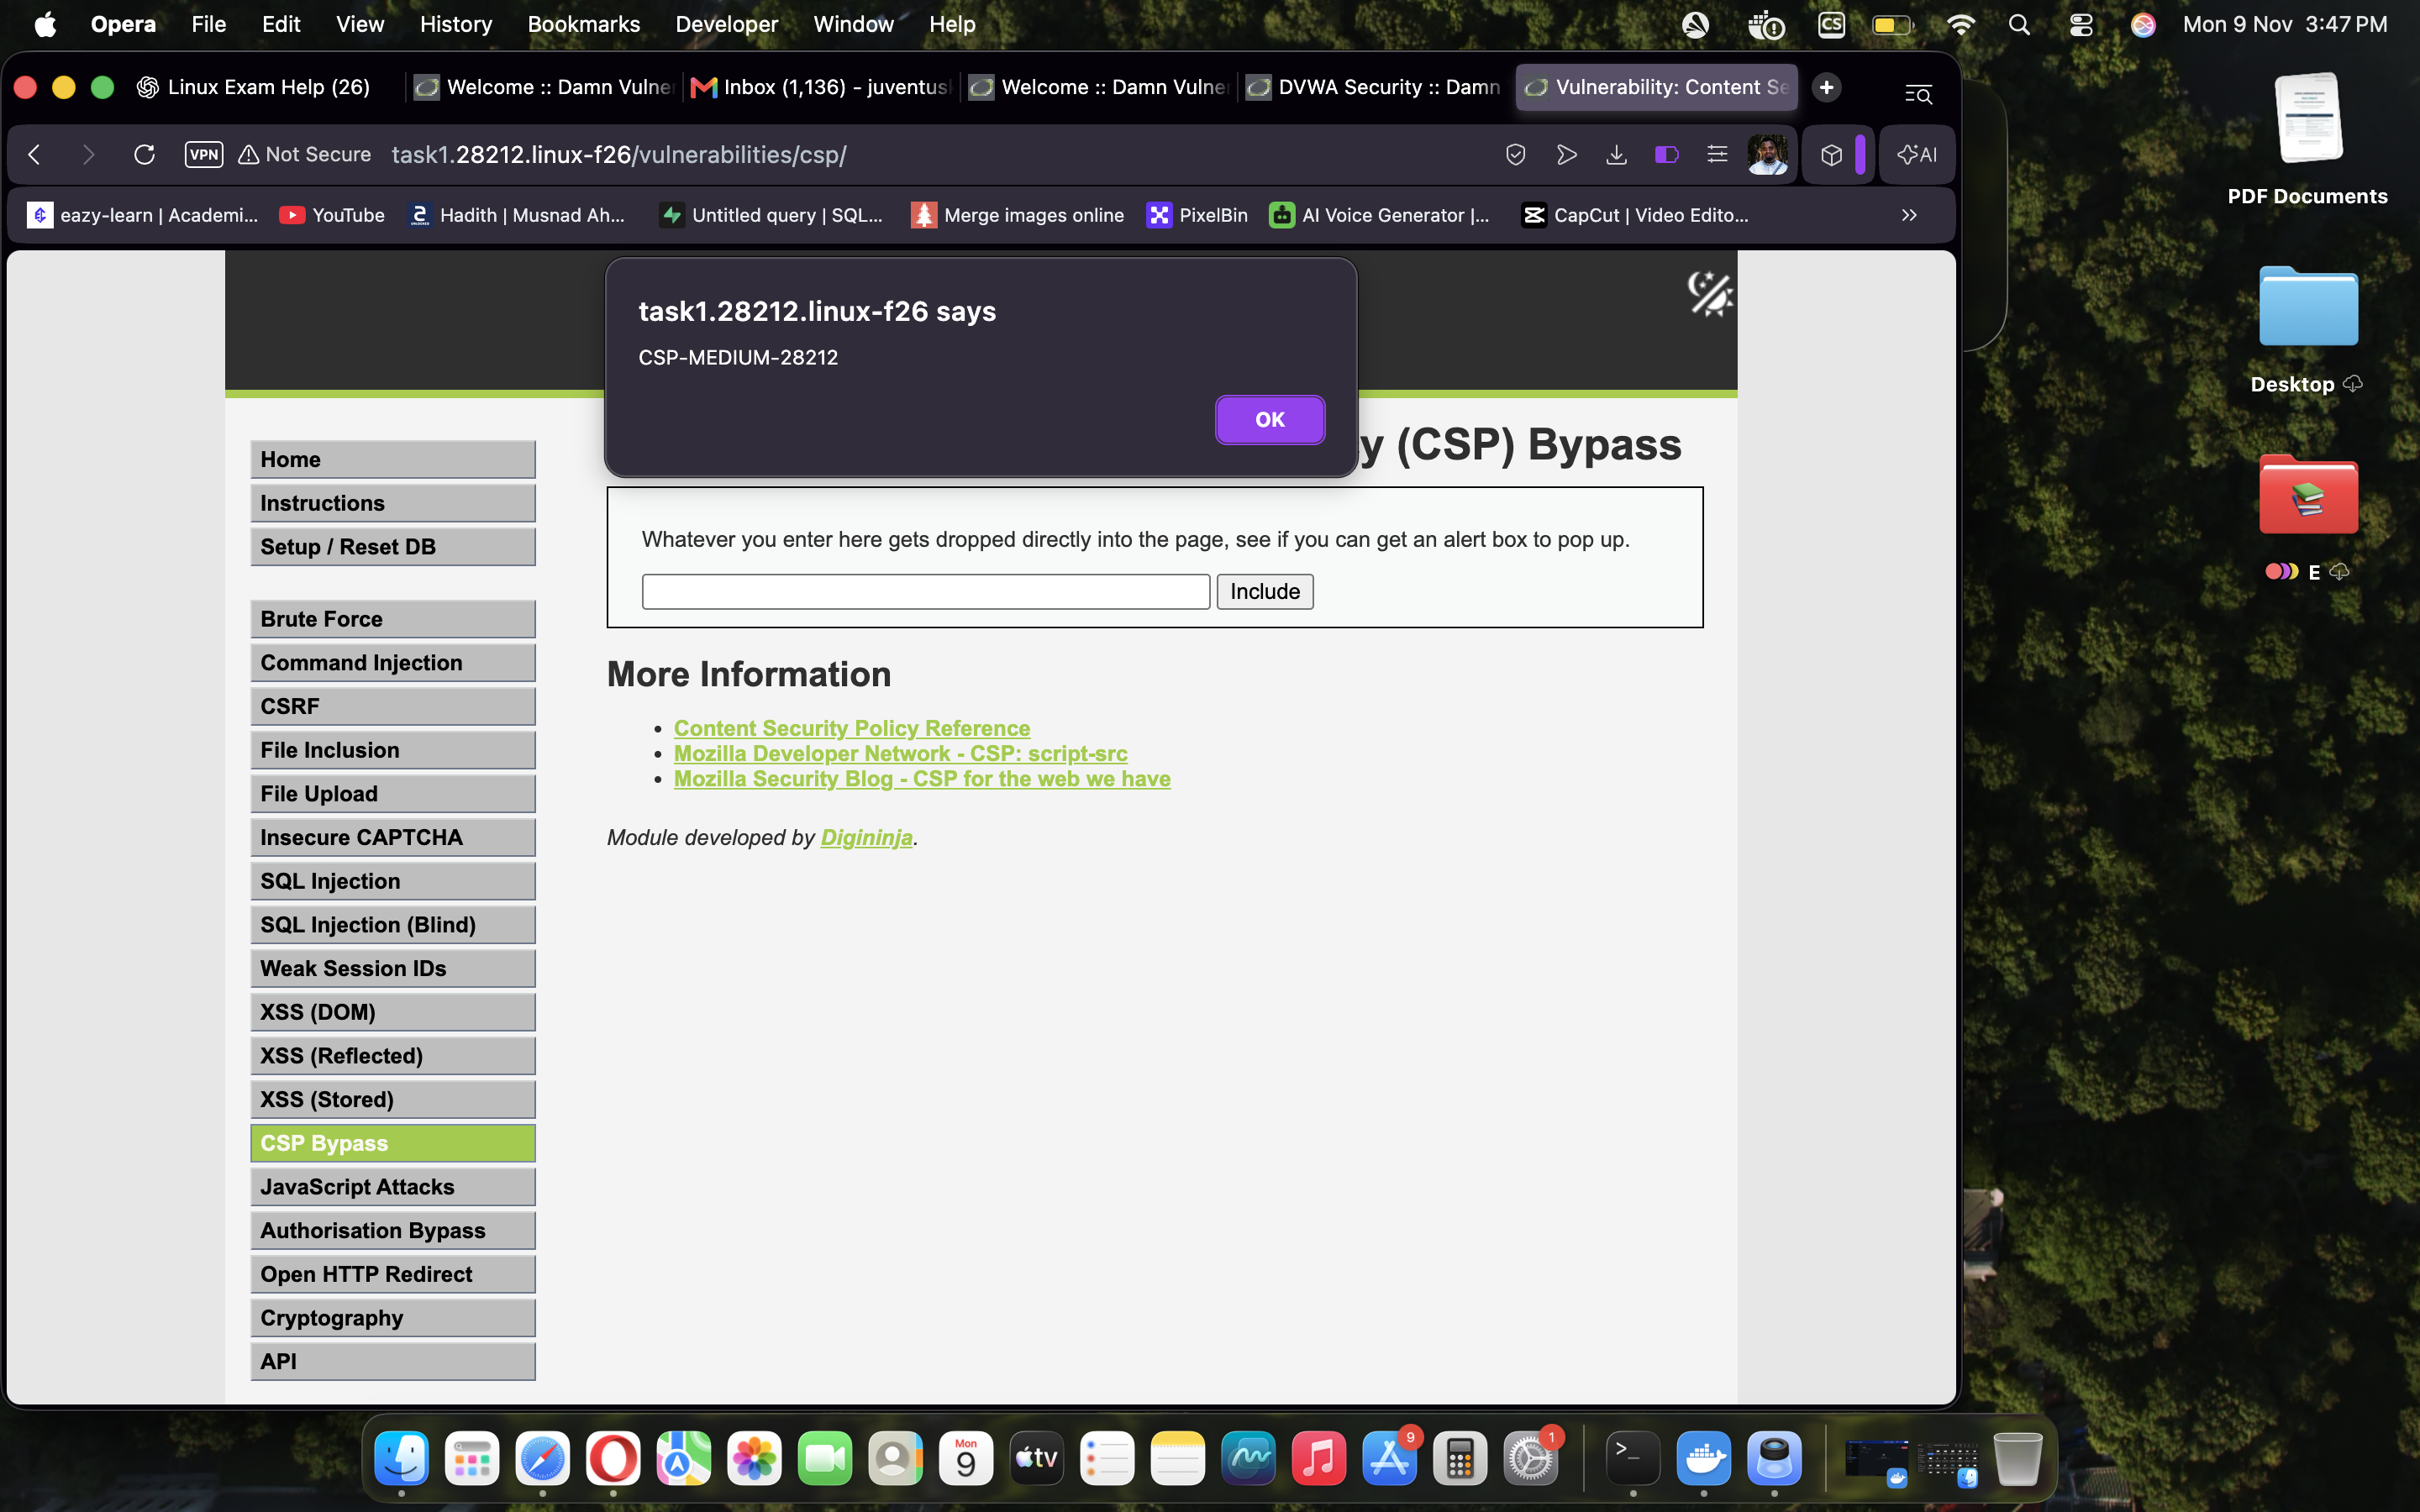 Opera File Edit View History Bookmarks Developer Window Help CS Mon 9 Nov 3:47 PM
Linux Exam Help (26) Welcome :: Damn Vulne Inbox (1,136) - juventus Welcome :: Damn Vulne DVWA Security :: Damn Vulnerability: Content Se
VPN Not Secure task1.28212.linux-f26/vulnerabilities/csp/ AI
eazy-learn | Academi... YouTube Hadith | Musnad Ah... Untitled query | SQL... Merge images online PixelBin AI Voice Generator |... CapCut | Video Edito... »
task1.28212.linux-f26 says
CSP-MEDIUM-28212
OK
y (CSP) Bypass
Whatever you enter here gets dropped directly into the page, see if you can get an alert box to pop up.
Include
More Information
• Content Security Policy Reference
• Mozilla Developer Network - CSP: script-src
• Mozilla Security Blog - CSP for the web we have
Module developed by Digininja.
Home
Instructions
Setup / Reset DB
Brute Force
Command Injection
CSRF
File Inclusion
File Upload
Insecure CAPTCHA
SQL Injection
SQL Injection (Blind)
Weak Session IDs
XSS (DOM)
XSS (Reflected)
XSS (Stored)
CSP Bypass
JavaScript Attacks
Authorisation Bypass
Open HTTP Redirect
Cryptography
API
PDF Documents
Desktop
E
Mon
9
tv
9
1